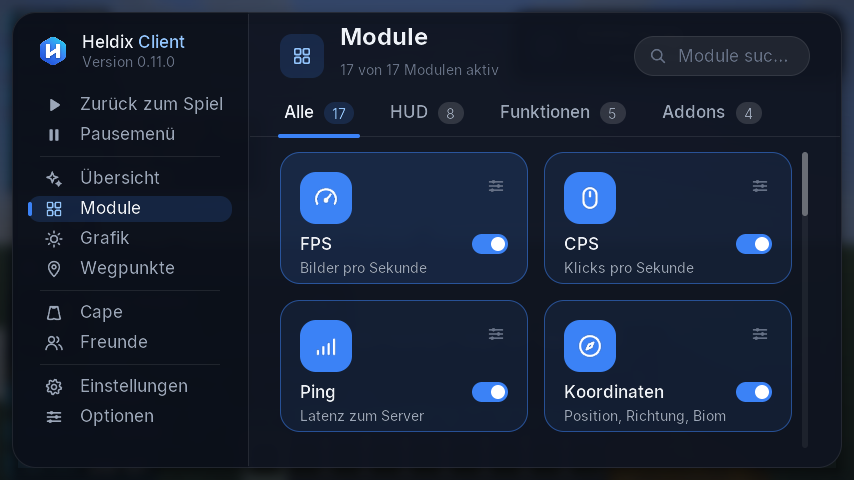 Heldix Client
Version 0.11.0
Zurück zum Spiel
Pausemenü
Übersicht
Module
Grafik
Wegpunkte
Cape
Freunde
Einstellungen
Optionen
Module
17 von 17 Modulen aktiv
Module suc...
Alle 17 HUD 8 Funktionen 5 Addons 4
FPS
Bilder pro Sekunde
CPS
Klicks pro Sekunde
Ping
Latenz zum Server
Koordinaten
Position, Richtung, Biom